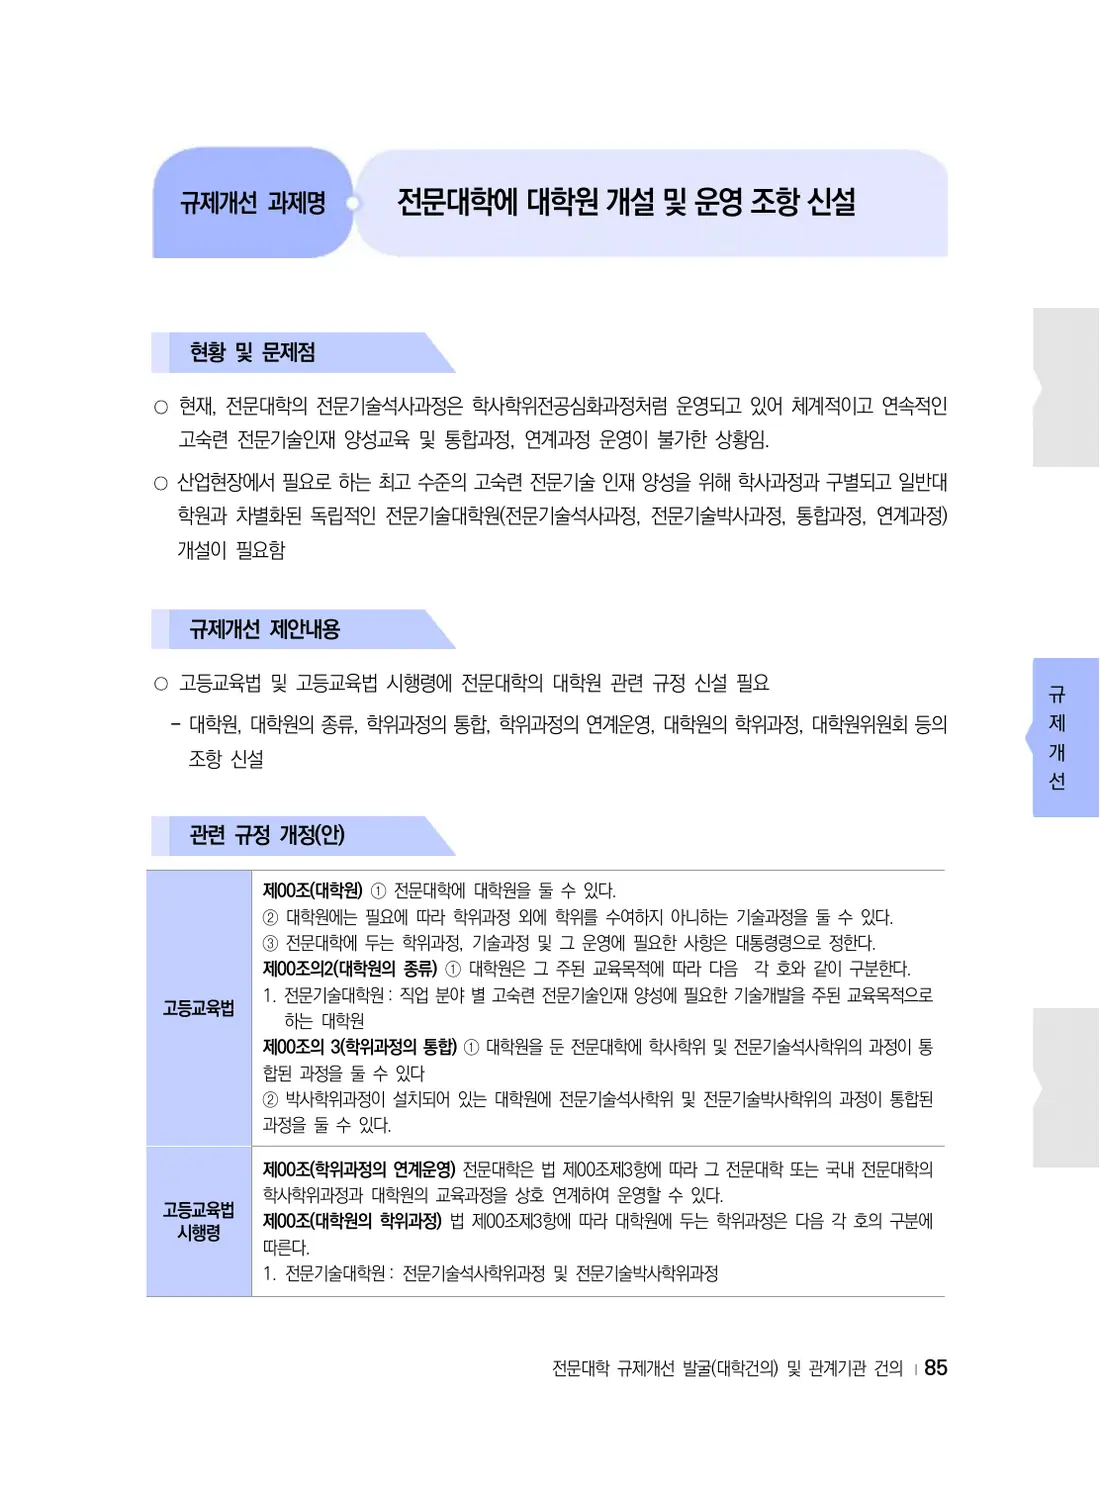 규제개선 과제명
전문대학에 대학원 개설 및 운영 조항 신설
현황 및 문제점
○ 현재, 전문대학의 전문기술석사과정은 학사학위전공심화과정처럼 운영되고 있어 체계적이고 연속적인
고숙련 전문기술인재 양성교육 및 통합과정, 연계과정 운영이 불가한 상황임.
○ 산업현장에서 필요로 하는 최고 수준의 고숙련 전문기술 인재 양성을 위해 학사과정과 구별되고 일반대
학원과 차별화된 독립적인 전문기술대학원(전문기술석사과정, 전문기술박사과정, 통합과정, 연계과정)
개설이 필요함
규제개선 제안내용
○ 고등교육법 및 고등교육법 시행령에 전문대학의 대학원 관련 규정 신설 필요
- 대학원, 대학원의 종류, 학위과정의 통합, 학위과정의 연계운영, 대학원의 학위과정, 대학원위원회 등의
조항 신설
규
제
개
선
관련 규정 개정(안)
고등교육법
제00조(대학원) ① 전문대학에 대학원을 둘 수 있다.
② 대학원에는 필요에 따라 학위과정 외에 학위를 수여하지 아니하는 기술과정을 둘 수 있다.
③ 전문대학에 두는 학위과정, 기술과정 및 그 운영에 필요한 사항은 대통령령으로 정한다.
제00조의2(대학원의 종류) ① 대학원은 그 주된 교육목적에 따라 다음 각 호와 같이 구분한다.
1. 전문기술대학원 : 직업 분야 별 고숙련 전문기술인재 양성에 필요한 기술개발을 주된 교육목적으로
하는 대학원
제00조의 3(학위과정의 통합) ① 대학원을 둔 전문대학에 학사학위 및 전문기술석사학위의 과정이 통
합된 과정을 둘 수 있다
② 박사학위과정이 설치되어 있는 대학원에 전문기술석사학위 및 전문기술박사학위의 과정이 통합된
과정을 둘 수 있다.
고등교육법
시행령
제00조(학위과정의 연계운영) 전문대학은 법 제00조제3항에 따라 그 전문대학 또는 국내 전문대학의
학사학위과정과 대학원의 교육과정을 상호 연계하여 운영할 수 있다.
제00조(대학원의 학위과정) 법 제00조제3항에 따라 대학원에 두는 학위과정은 다음 각 호의 구분에
따른다.
1. 전문기술대학원 : 전문기술석사학위과정 및 전문기술박사학위과정
전문대학 규제개선 발굴(대학건의) 및 관계기관 건의 | 85